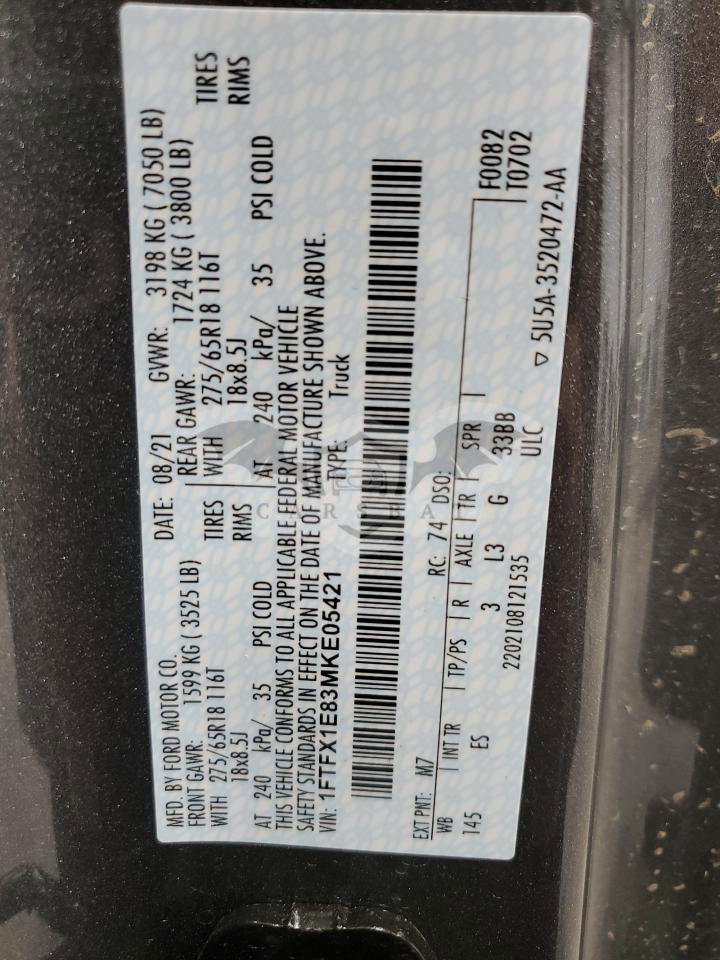 MFD. BY FORD MOTOR CO.
DATE: 08/21 GVWR: 3198 KG ( 7050 LB)
FRONT GAWR: 1599 KG ( 3525 LB) REAR GAWR: 1724 KG ( 3800 LB)
WITH 275/65R18 116T TIRES WITH 275/65R18 116T TIRES
18x8.5J RIMS 18x8.5J RIMS
AT 240 kPa/ 35 PSI COLD AT 240 kPa/ 35 PSI COLD
THIS VEHICLE CONFORMS TO ALL APPLICABLE FEDERAL MOTOR VEHICLE
SAFETY STANDARDS IN EFFECT ON THE DATE OF MANUFACTURE SHOWN ABOVE.
VIN: 1FTFX1E83MKE05421 TYPE: Truck
EXT PNT: M7 RC: 74 DSO: F0082
WB INT TR TP/PS R AXLE TR SPR T0702
145 ES 3 L3 G 33BB
2202108121535 ULC
▽ 5U5A-3520472-AA
CARSBAT